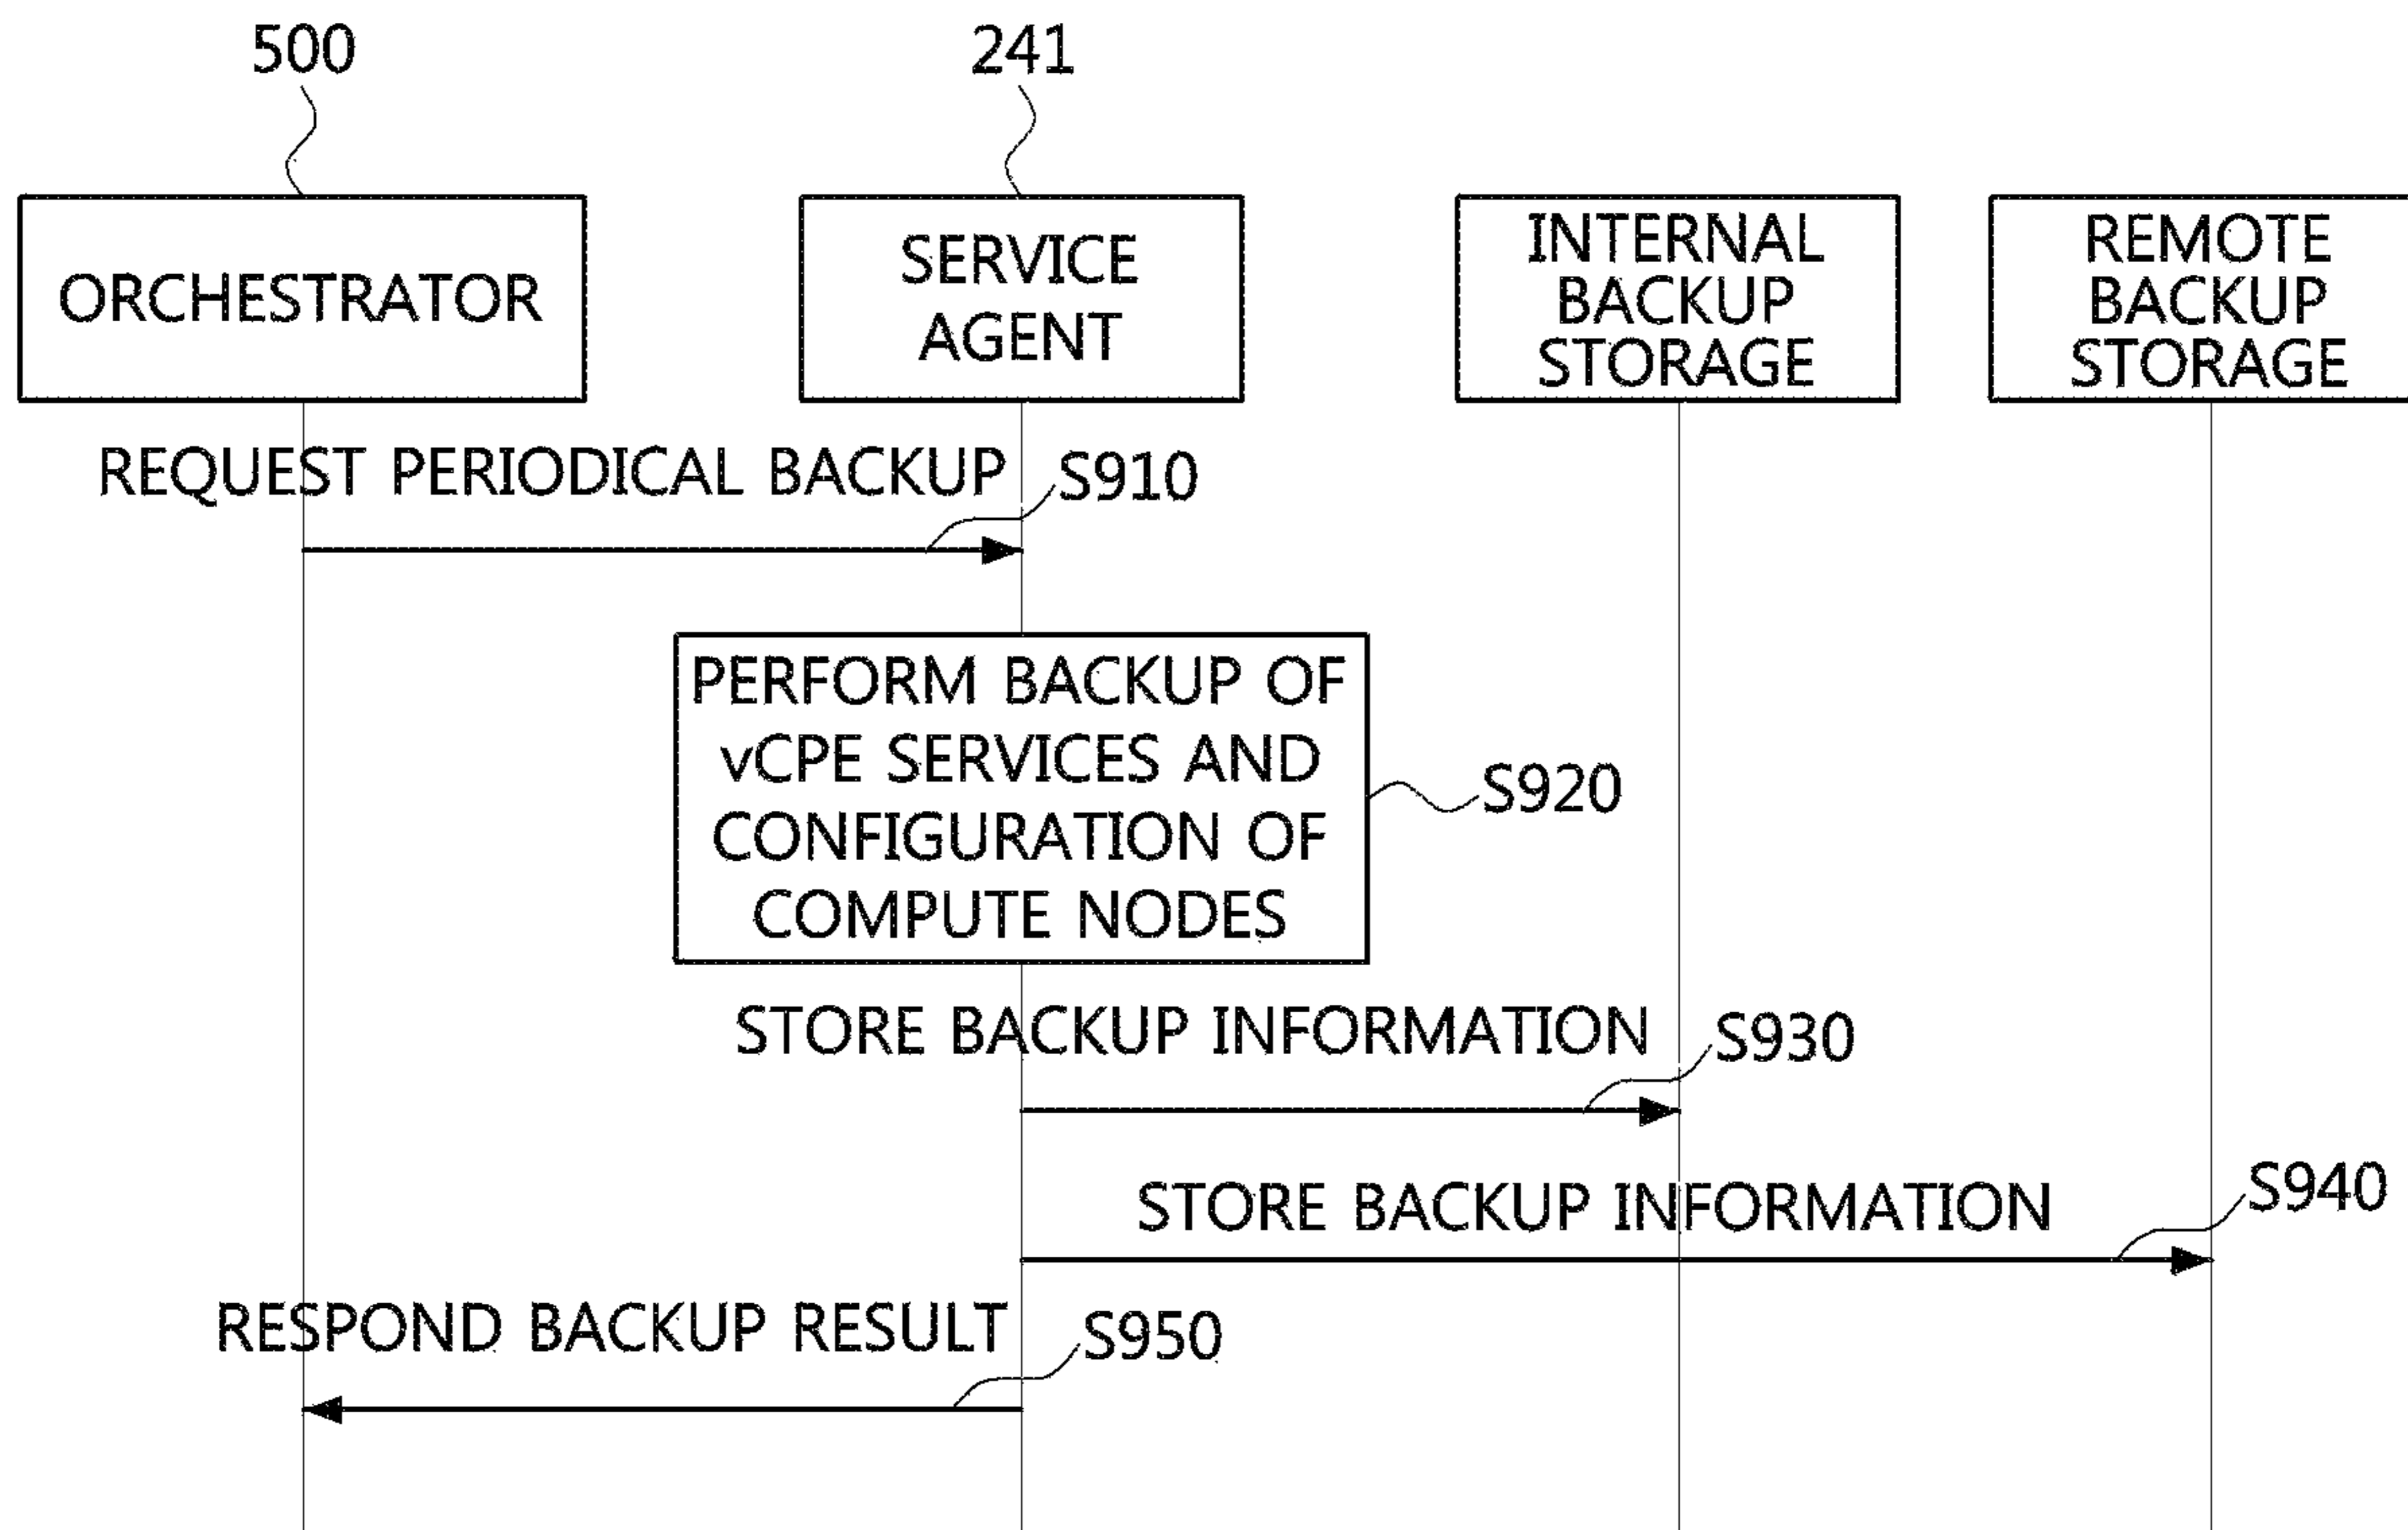 500
241
ORCHESTRATOR
SERVICE
AGENT
INTERNAL
BACKUP
STORAGE
REMOTE
BACKUP
STORAGE
REQUEST PERIODICAL BACKUP
S910
PERFORM BACKUP OF
vCPE SERVICES AND
CONFIGURATION OF
COMPUTE NODES
S920
STORE BACKUP INFORMATION
S930
STORE BACKUP INFORMATION
S940
RESPOND BACKUP RESULT
S950